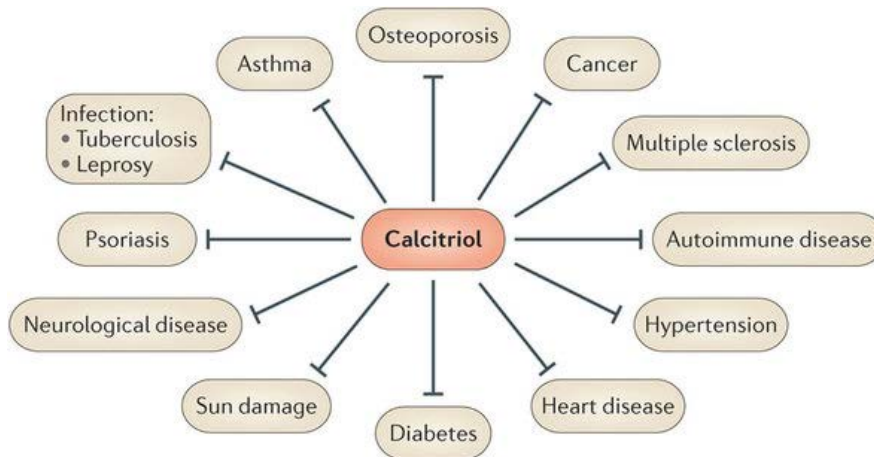 Osteoporosis
Asthma
Cancer
Infection:
• Tuberculosis
• Leprosy
Multiple sclerosis
Psoriasis
Calcitriol
Autoimmune disease
Neurological disease
Hypertension
Sun damage
Heart disease
Diabetes